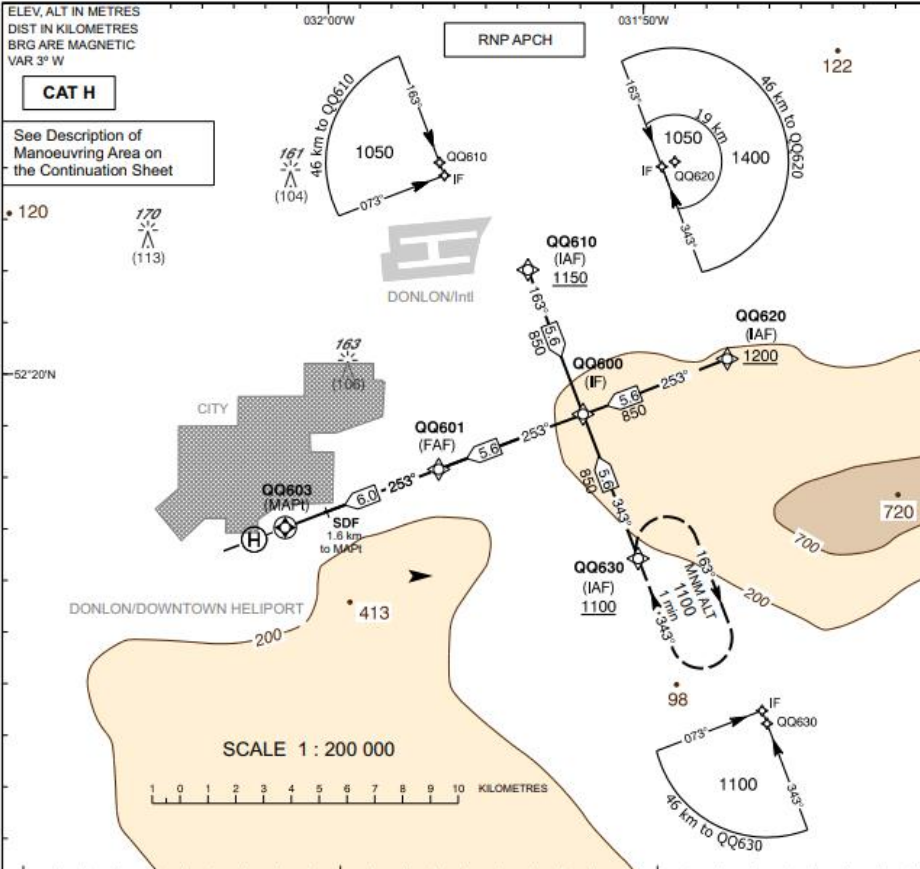 ELEV, ALT IN METRES
DIST IN KILOMETRES
BRG ARE MAGNETIC
VAR 3° W
CAT H
See Description of
Manoeuvring Area on
the Continuation Sheet
032°00'W
031°50'W
RNP APCH
122
46 km to QQ610
163°
1050
QQ610
IF
073°
161
(104)
120
170
(113)
163°
46 km to QQ620
19 km
1050
1400
IF
QQ620
343°
DONLON/Intl
QQ610
(IAF)
1150
163°
5.6
850
QQ620
(IAF)
1200
253°
5.6
850
QQ600
(IF)
52°20'N
163
(106)
CITY
QQ601
(FAF)
253°
5.6
253°
6.0
QQ603
(MAPt)
SDF
1.6 km
to MAPt
H
5.6
850
343°
720
700
QQ630
(IAF)
1100
163°
MNM ALT
1100
1 min
343°
200
DONLON/DOWNTOWN HELIPORT
413
200
98
IF
QQ630
073°
1100
343°
46 km to QQ630
SCALE 1 : 200 000
1 0 1 2 3 4 5 6 7 8 9 10 KILOMETRES